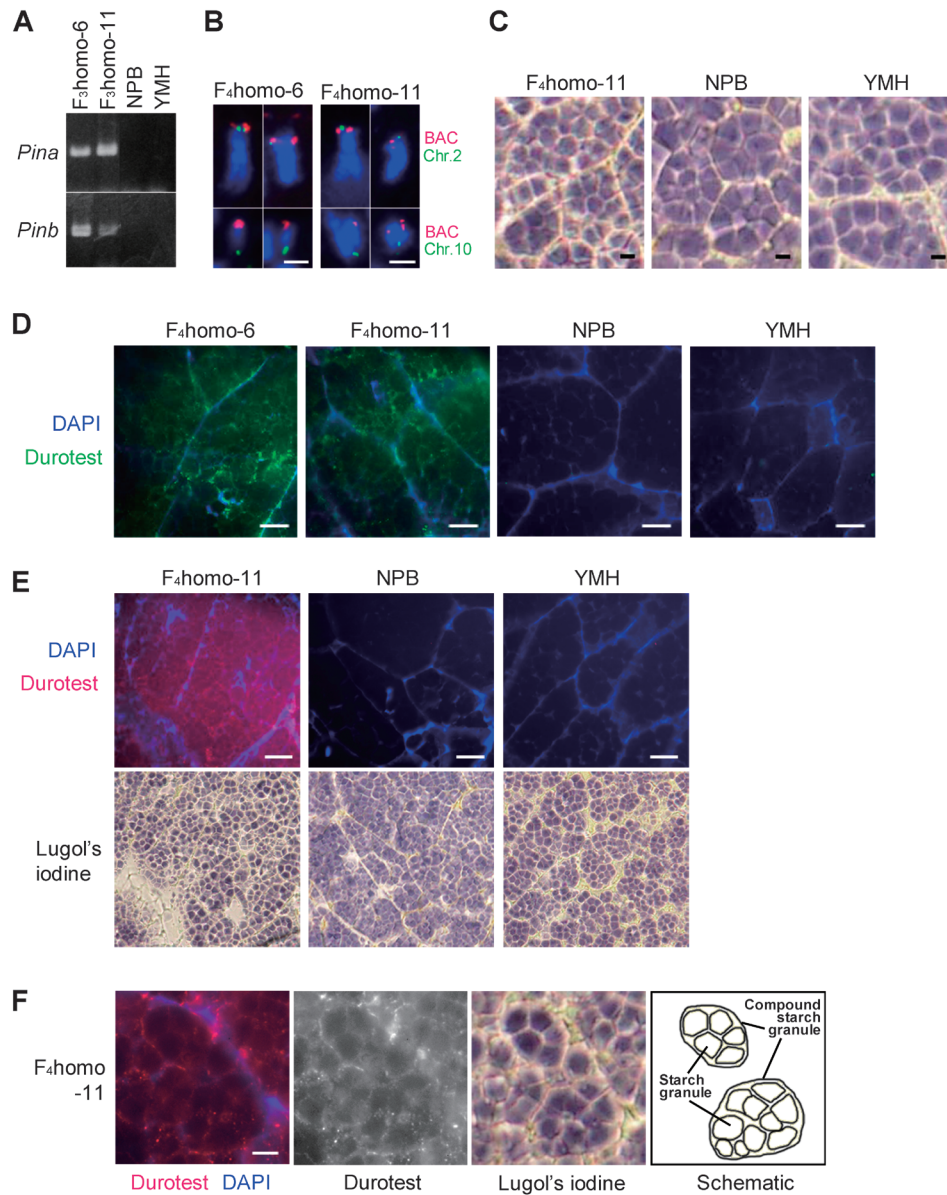 A
F3homo-6
F3homo-11
NPB
YMH
Pina
Pinb
B
F4homo-6
F4homo-11
BAC
Chr.2
BAC
Chr.10
C
F4homo-11
NPB
YMH
D
F4homo-6
F4homo-11
NPB
YMH
DAPI
Durotest
E
F4homo-11
NPB
YMH
DAPI
Durotest
Lugol's
iodine
F
F4homo
-11
Compound
starch
granule
Starch
granule
Durotest DAPI
Durotest
Lugol's iodine
Schematic